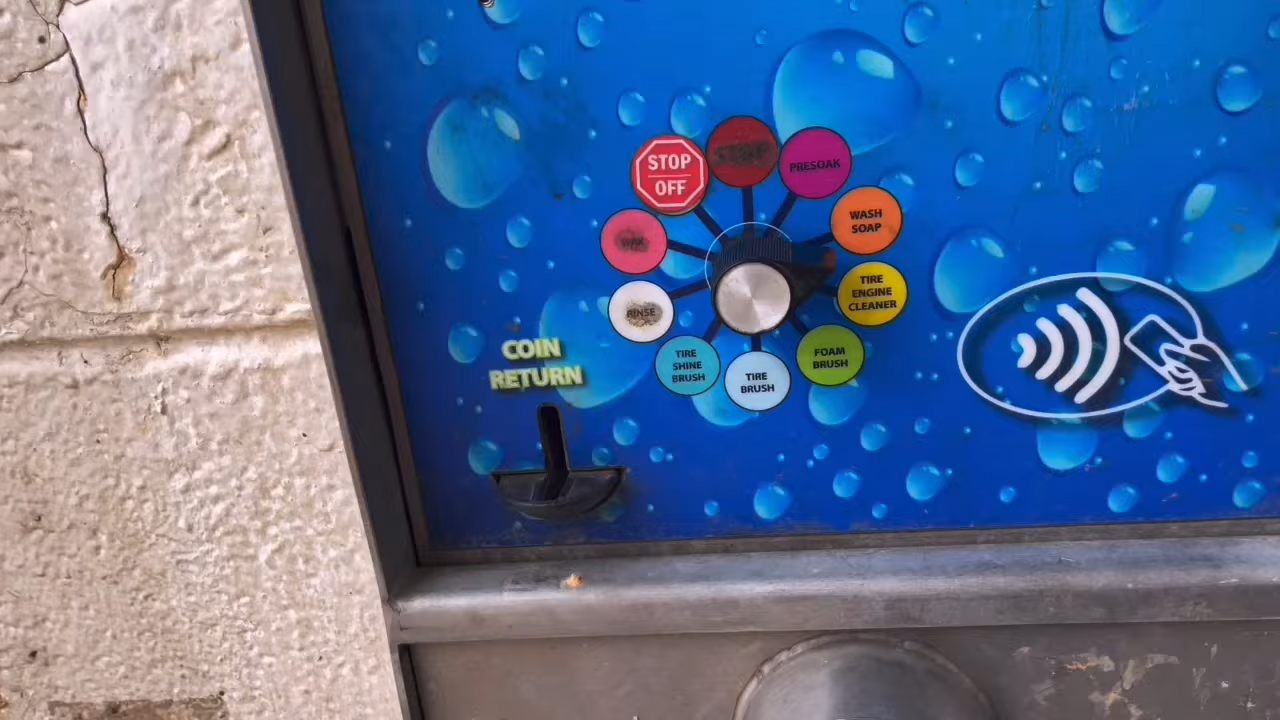 STOP
OFF
PRESOAK
WASH
SOAP
TIRE
ENGINE
CLEANER
FOAM
BRUSH
TIRE
BRUSH
TIRE
SHINE
BRUSH
RINSE
WAX
COIN
RETURN